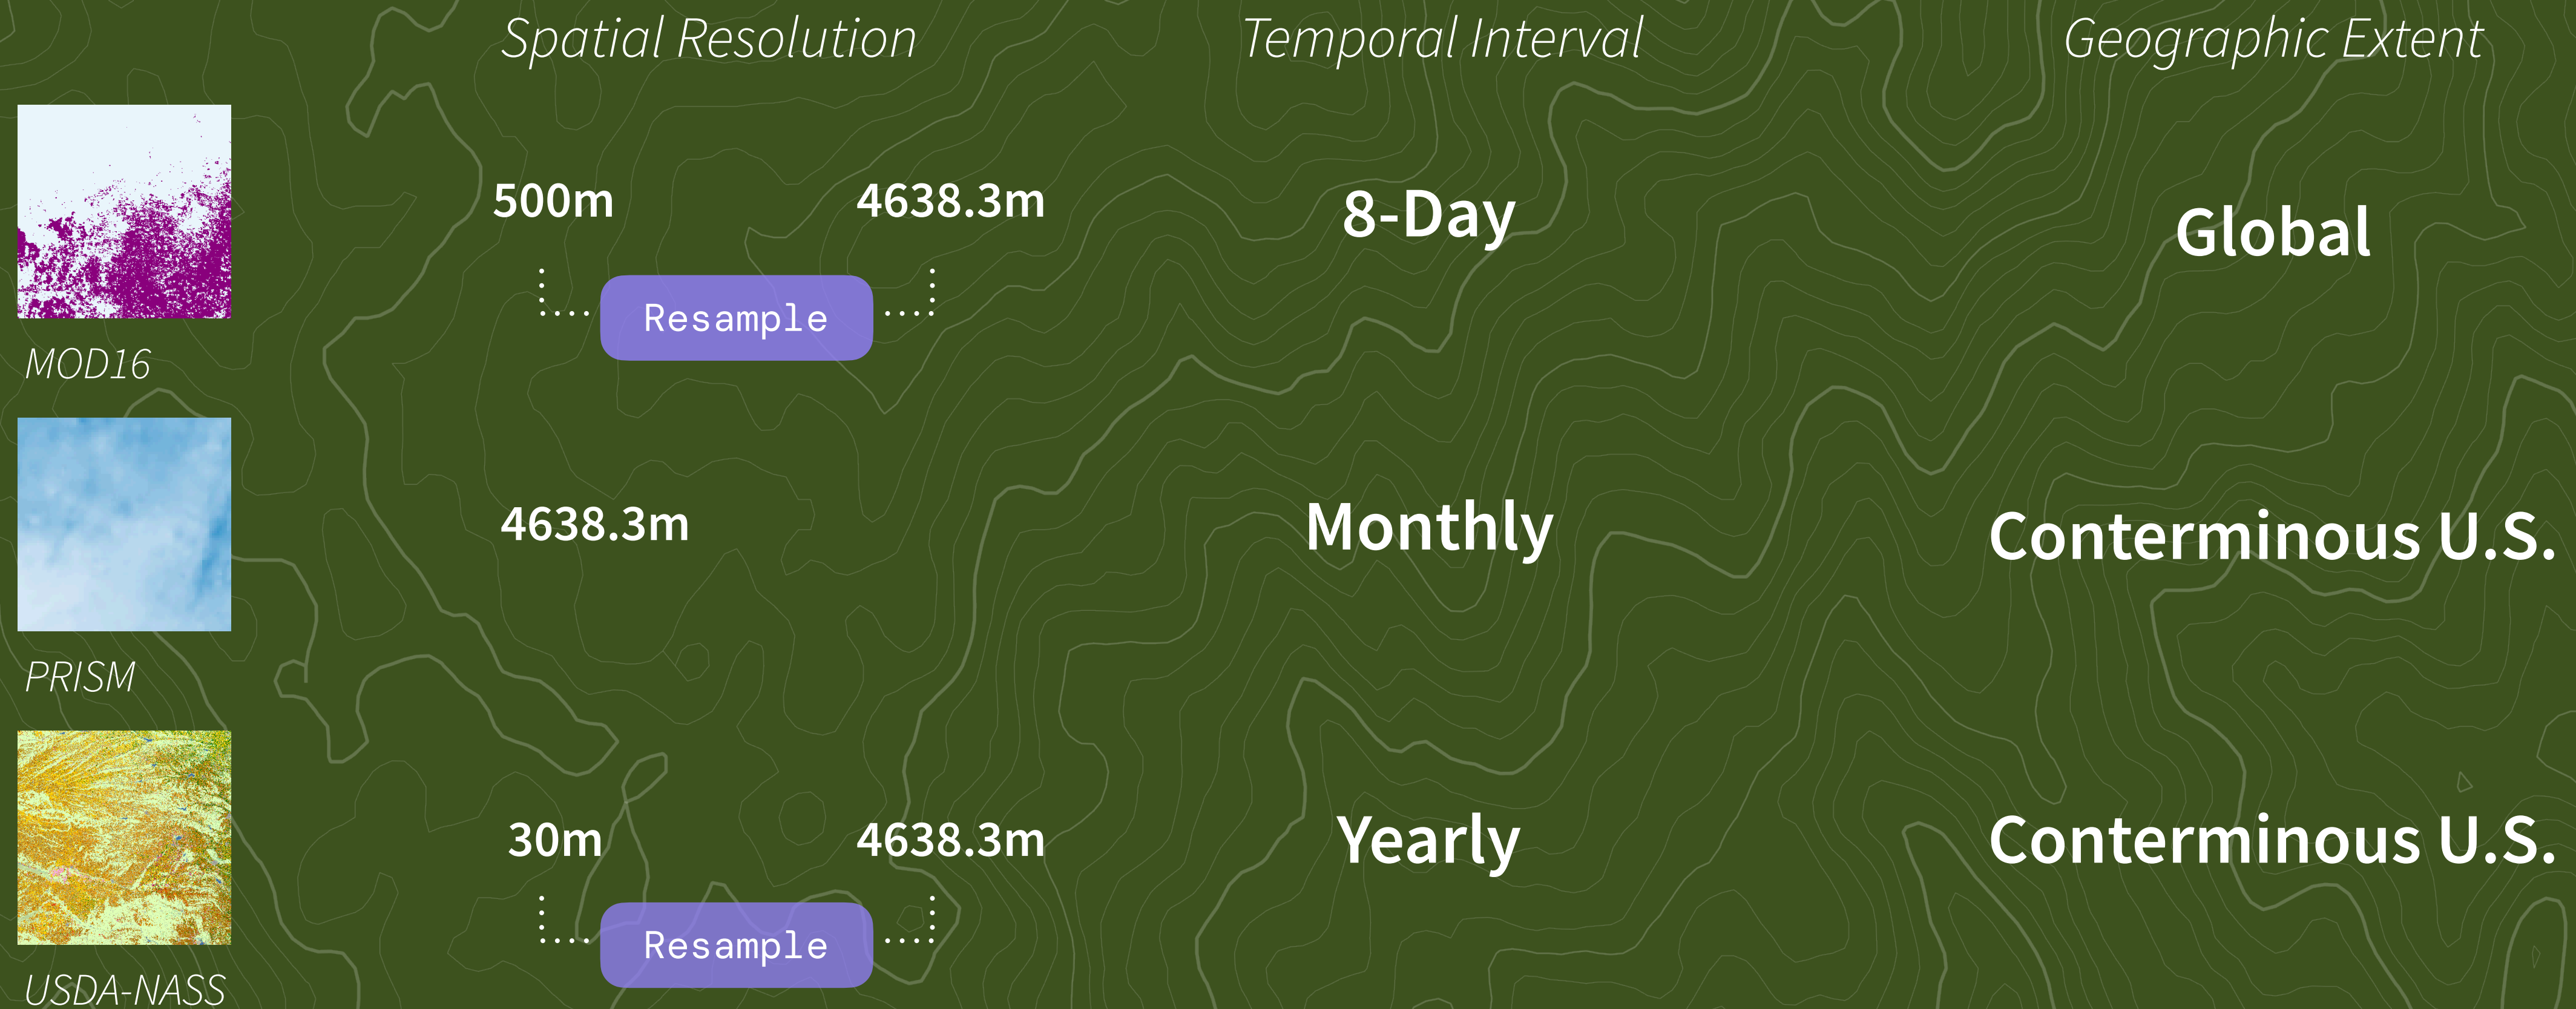 Spatial Resolution
Temporal Interval
Geographic Extent
500m
4638.3m
8-Day
Global
Resample
MOD16
4638.3m
Monthly
Conterminous U.S.
PRISM
30m
4638.3m
Yearly
Conterminous U.S.
Resample
USDA-NASS